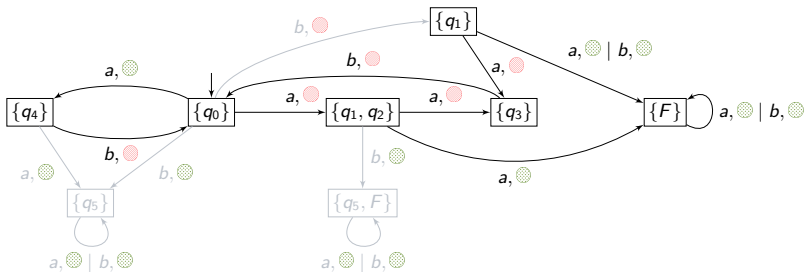 {q₁}
b,
a, | b,
b,
a,
a,
{q₄}
{q₀}
a,
{q₁, q₂}
a,
{q₃}
{F}
a, | b,
b,
a,
b,
b,
a,
{q₅}
{q₅, F}
a, | b,
a, | b,